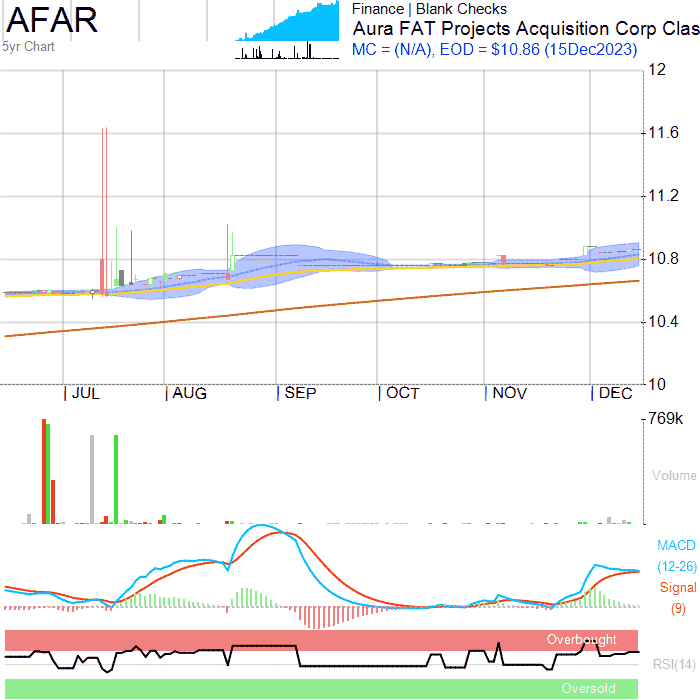 AFAR
5yr Chart
Finance | Blank Checks
Aura FAT Projects Acquisition Corp Clas
MC = (N/A), EOD = $10.86 (15Dec2023)
12
11.6
11.2
10.8
10.4
10
JUL AUG SEP OCT NOV DEC
769k
Volume
MACD
(12-26)
Signal
(9)
Overbought
RSI(14)
Oversold